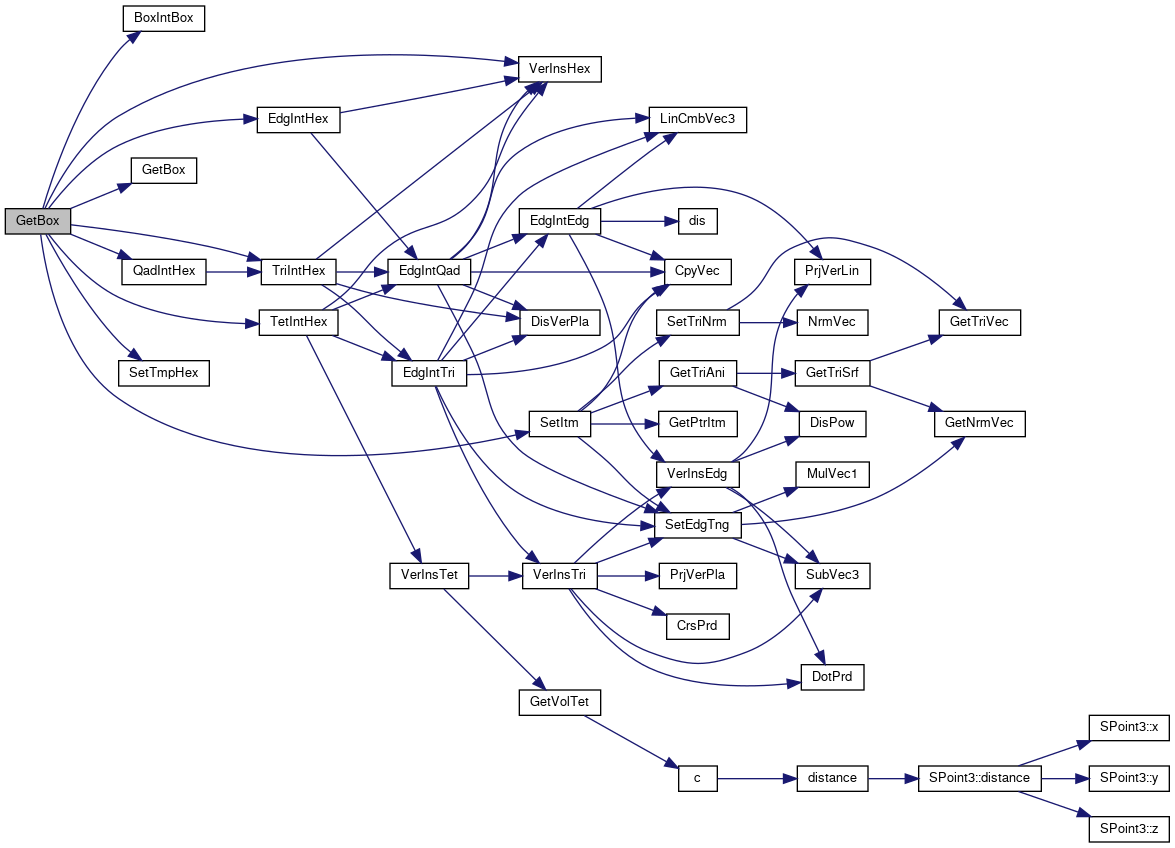 BoxIntBox
VerInsHex
EdgIntHex
LinCmbVec3
GetBox
GetBox
EdgIntEdg
dis
QadIntHex
TriIntHex
EdgIntQad
CpyVec
PrjVerLin
TetIntHex
DisVerPla
SetTriNrm
NrmVec
GetTriVec
SetTmpHex
EdgIntTri
GetTriAni
GetTriSrf
SetItm
GetPtrItm
DisPow
GetNrmVec
VerInsEdg
MulVec1
SetEdgTng
VerInsTet
VerInsTri
PrjVerPla
SubVec3
CrsPrd
DotPrd
GetVolTet
SPoint3::x
c
distance
SPoint3::distance
SPoint3::y
SPoint3::z